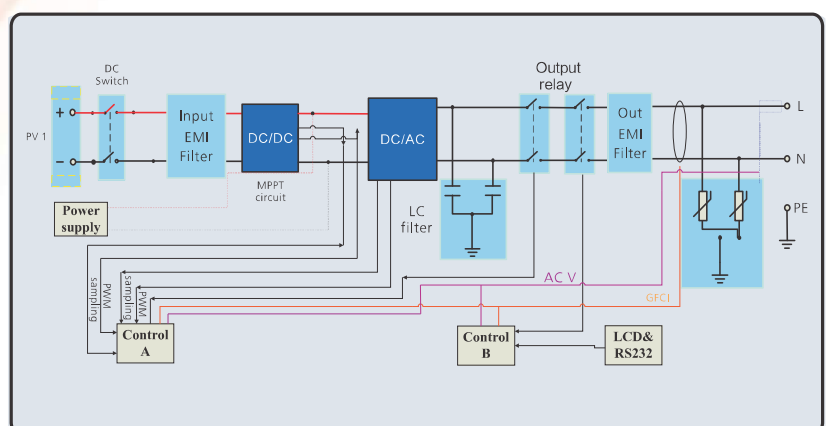 DC
Switch
Output
relay
PV 1
+
−
Input
EMI
Filter
DC/DC
MPPT
circuit
DC/AC
LC
filter
Out
EMI
Filter
L
N
PE
Power
supply
sampling
PWM
sampling
PWM
AC V
GFCI
Control
A
Control
B
LCD&
RS232